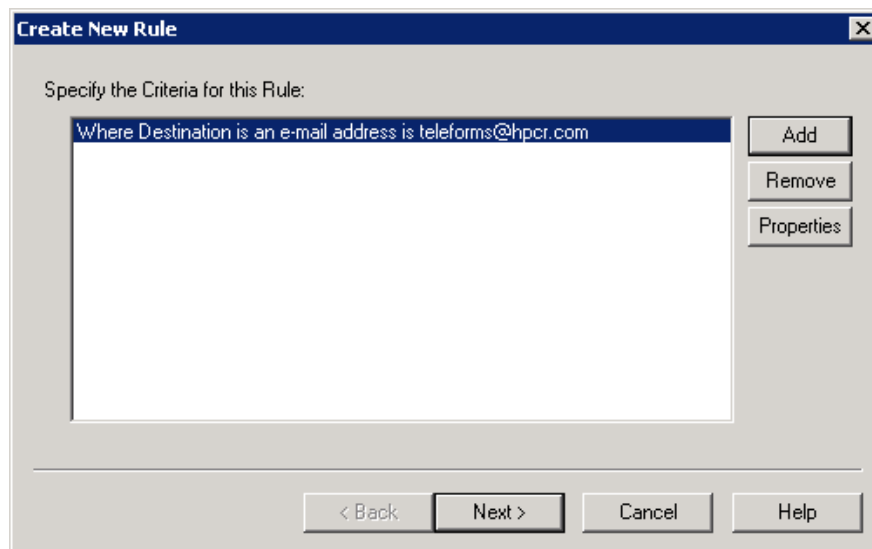 Create New Rule
Specify the Criteria for this Rule:
Where Destination is an e-mail address is teleforms@hpcr.com
Add
Remove
Properties
< Back
Next >
Cancel
Help